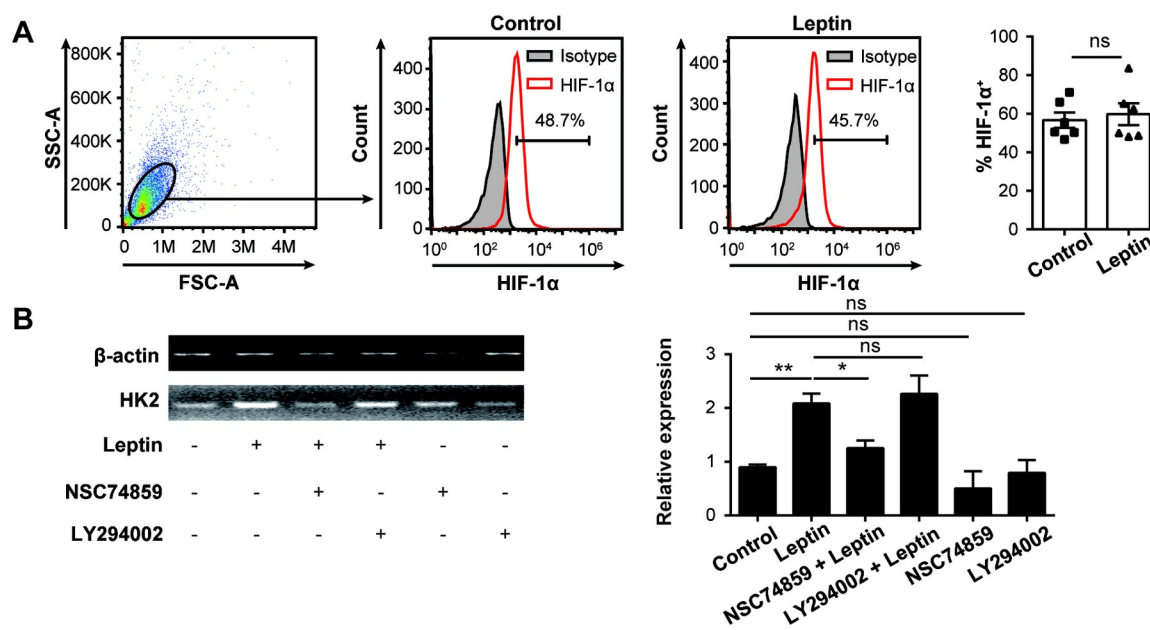 A
800K
600K
400K
200K
0
SSC-A
0 1M 2M 3M 4M
FSC-A
Control
Isotype
HIF-1α
48.7%
Count
400
300
200
100
0
10⁰ 10² 10⁴ 10⁶
HIF-1α
Leptin
Isotype
HIF-1α
45.7%
Count
400
300
200
100
0
10⁰ 10² 10⁴ 10⁶
HIF-1α
ns
% HIF-1α⁺
100
80
60
40
20
0
Control
Leptin
B
β-actin
HK2
Leptin - + + + - -
NSC74859 - - + - + -
LY294002 - - - + - +
ns
ns
ns
** *
Relative expression
3
2
1
0
Control
Leptin
NSC74859 + Leptin
LY294002 + Leptin
NSC74859
LY294002